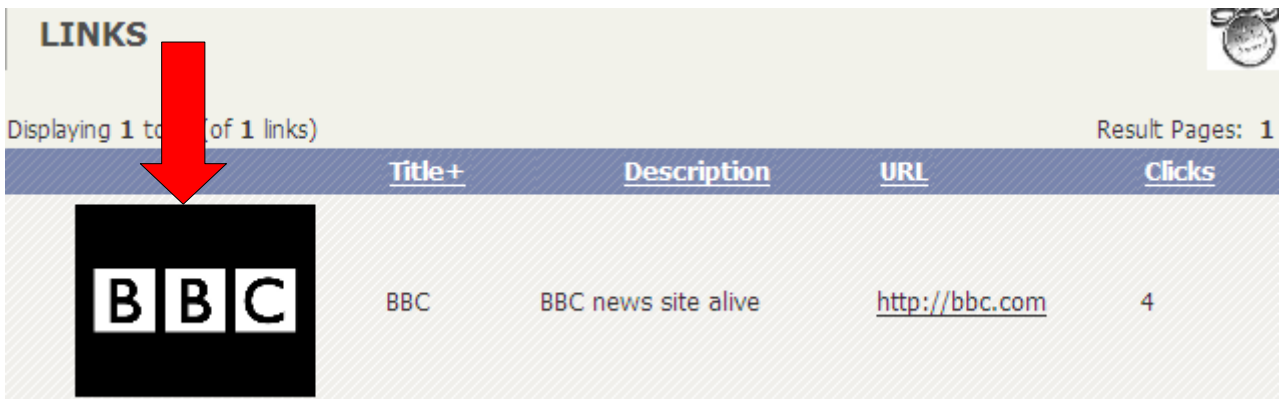 LINKS
Displaying 1 to (of 1 links) Result Pages: 1
Title+ Description URL Clicks
BBC BBC news site alive http://bbc.com 4